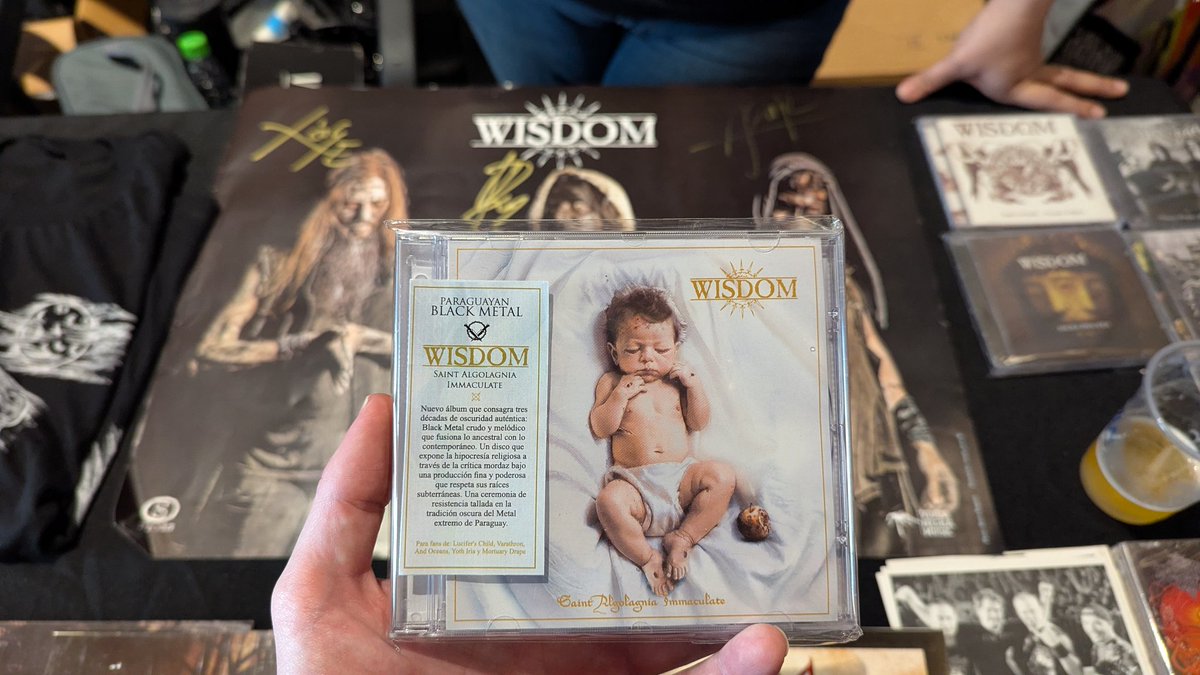 WISDOM
WISDOM
WISDOM
PARAGUAYAN
BLACK METAL
WISDOM
SAINT ALGOLAGNIA
IMMACULATE
Nuevo álbum que consagra tres
décadas de oscuridad auténtica:
Black Metal crudo y melódico
que fusiona lo ancestral con lo
contemporáneo. Un disco que
expone la hipocresía religiosa a
través de la crítica mordaz bajo
una producción fina y poderosa
que respeta sus raíces
subterráneas. Una ceremonia de
resistencia tallada en la
tradición oscura del Metal
extremo de Paraguay.
Para fans de: Lucifer's Child, Varathron,
And Oceans, Yoth Iria y Mortuary Drape
WISDOM
Saint Algolagnia Immaculate